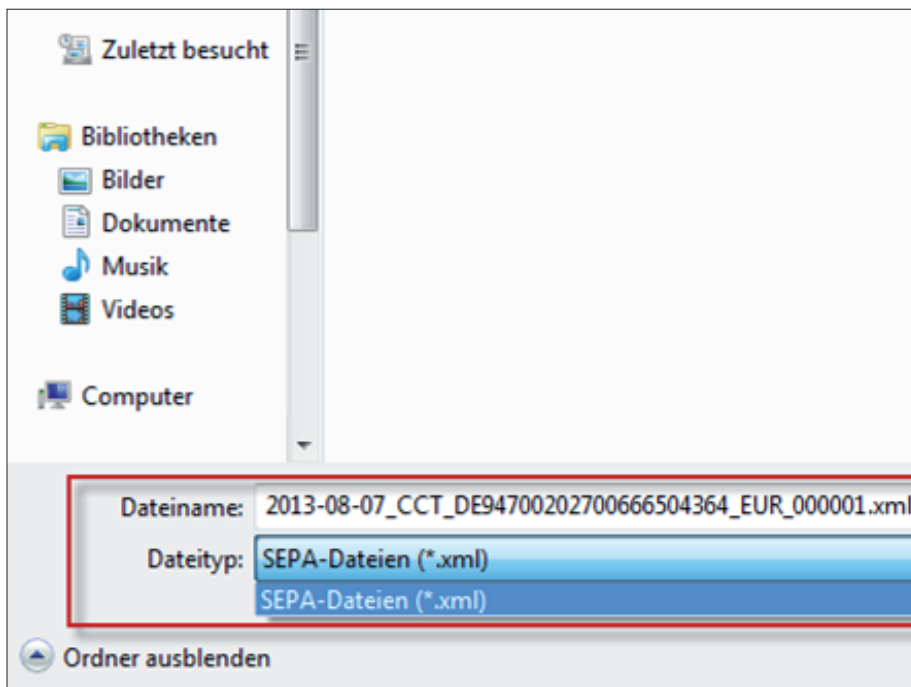 Zuletzt besucht
Bibliotheken
Bilder
Dokumente
Musik
Videos
Computer
Dateiname: 2013-08-07_CCT_DE94700202700666504364_EUR_000001.xml
Dateityp: SEPA-Dateien (*.xml)
SEPA-Dateien (*.xml)
Ordner ausblenden